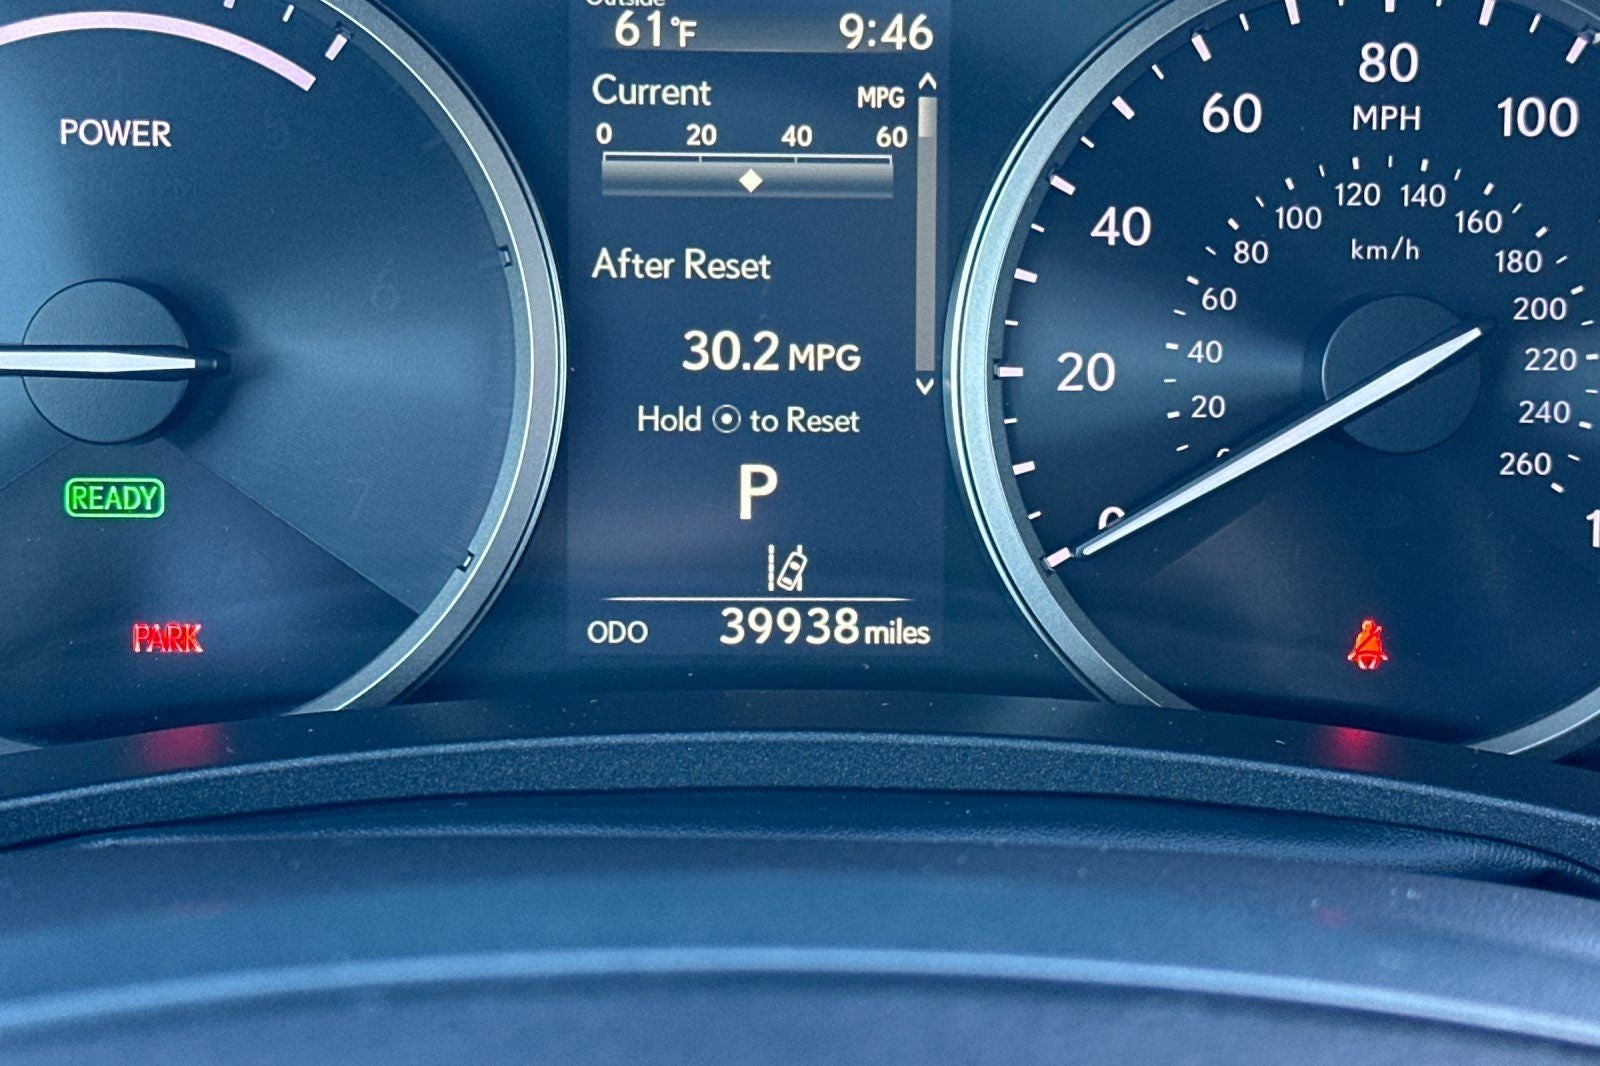 Outside
61°F 9:46
Current MPG
0 20 40 60
After Reset
30.2 MPG
Hold to Reset
P
ODO 39938 miles
POWER
READY
PARK
0 20 40 60 80 100
MPH
20 40 60 80 100 120 140 160 180 200 220 240 260
km/h